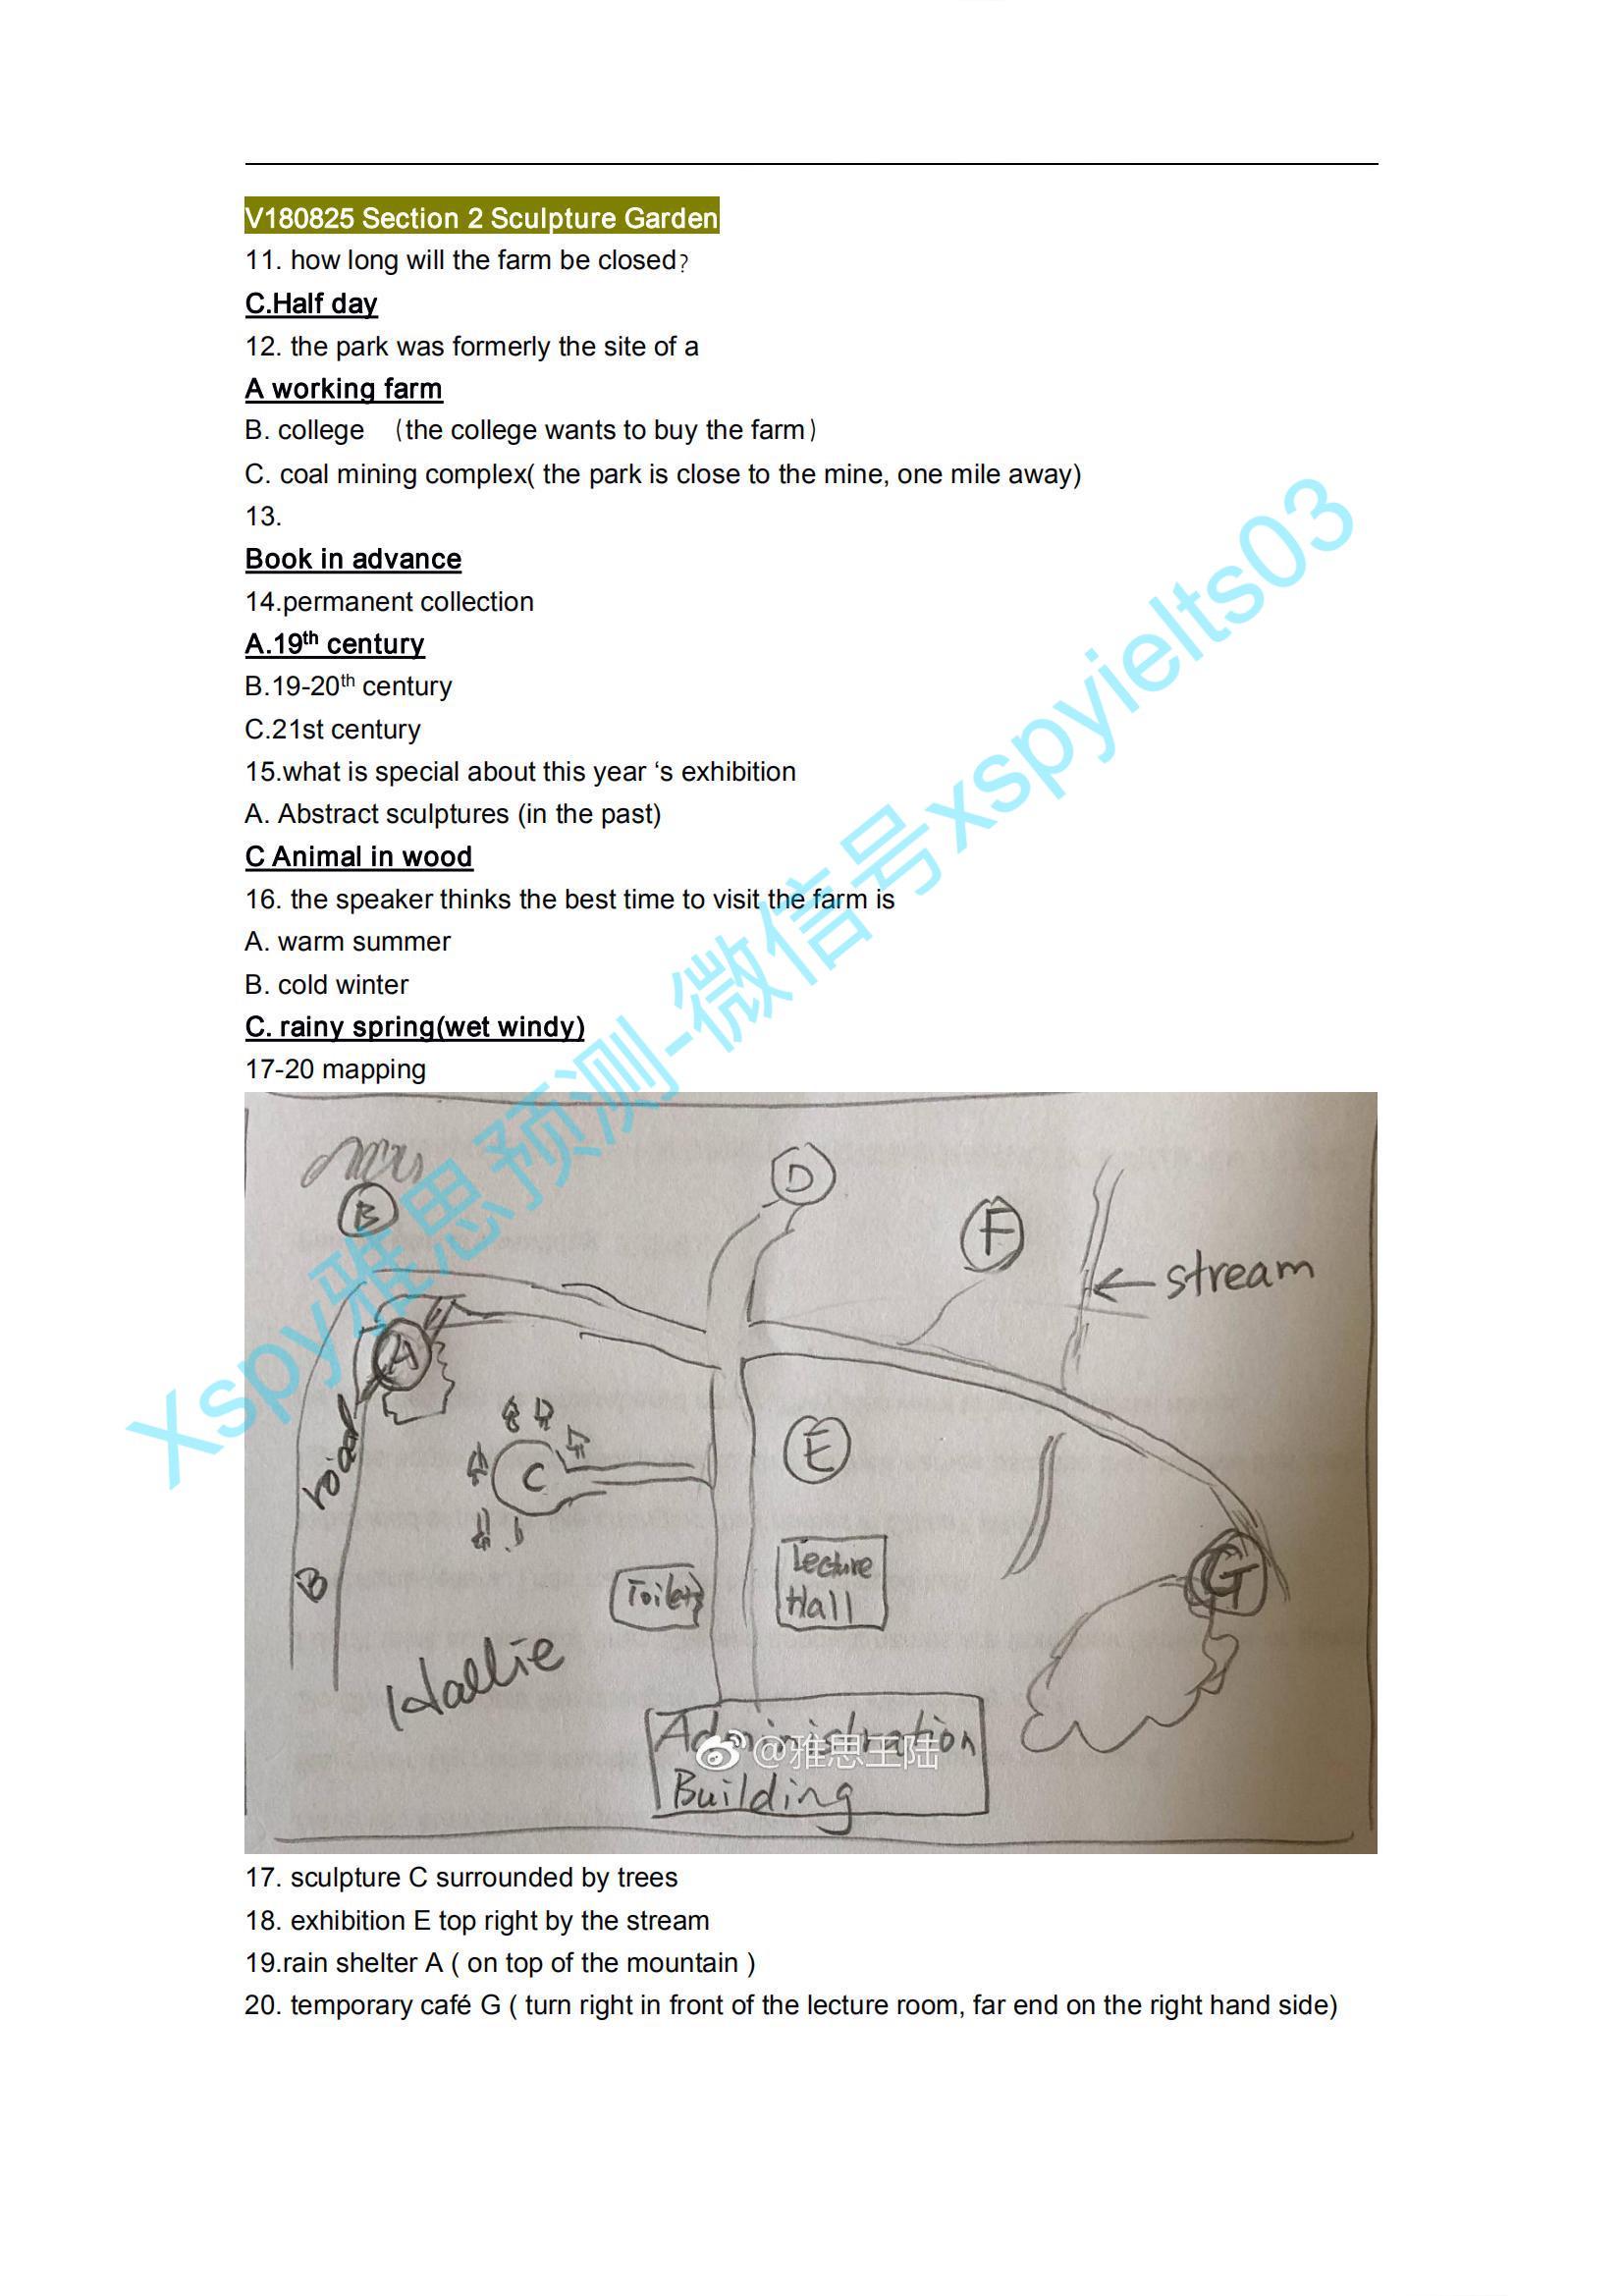 V180825 Section 2 Sculpture Garden
11. how long will the farm be closed?
C.Half day
12. the park was formerly the site of a
A working farm
B. college （the college wants to buy the farm）
C. coal mining complex( the park is close to the mine, one mile away)
13.
Book in advance
14.permanent collection
A.19th century
B.19-20th century
C.21st century
15.what is special about this year ‘s exhibition
A. Abstract sculptures (in the past)
C Animal in wood
16. the speaker thinks the best time to visit the farm is
A. warm summer
B. cold winter
C. rainy spring(wet windy)
17-20 mapping
D
B
F
stream
A
road
E
C
B
Toilets
Lecture
Hall
G
Hallie
Administration
Building
@雅思王陆
17. sculpture C surrounded by trees
18. exhibition E top right by the stream
19.rain shelter A ( on top of the mountain )
20. temporary café G ( turn right in front of the lecture room, far end on the right hand side)
Xspy雅思预测-微信号xspyielts03